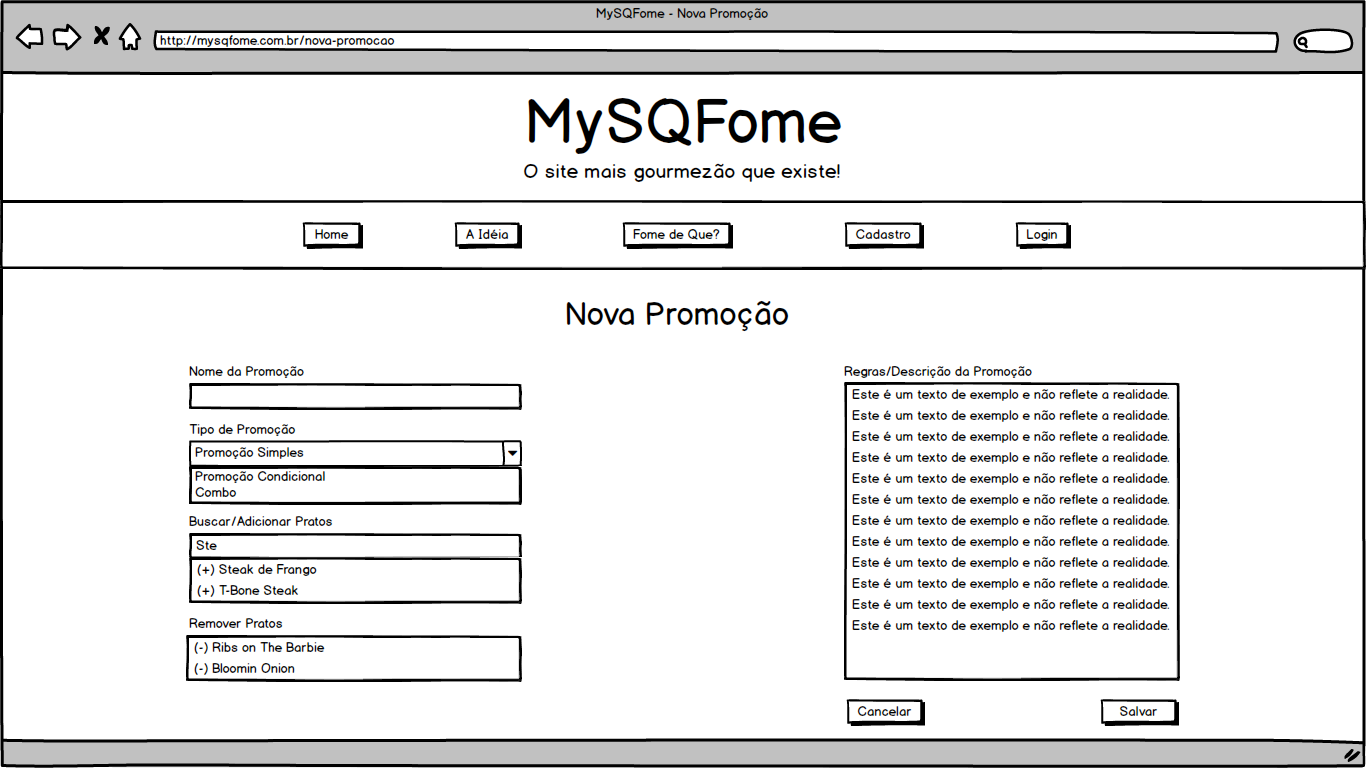 MySQFome - Nova Promoção
http://mysqfome.com.br/nova-promocao
MySQFome
O site mais gourmezão que existe!
Home
A Idéia
Fome de Que?
Cadastro
Login
Nova Promoção
Nome da Promoção
Tipo de Promoção
Promoção Simples
Promoção Condicional
Combo
Buscar/Adicionar Pratos
Ste
(+) Steak de Frango
(+) T-Bone Steak
Remover Pratos
(-) Ribs on The Barbie
(-) Bloomin Onion
Regras/Descrição da Promoção
Este é um texto de exemplo e não reflete a realidade.
Este é um texto de exemplo e não reflete a realidade.
Este é um texto de exemplo e não reflete a realidade.
Este é um texto de exemplo e não reflete a realidade.
Este é um texto de exemplo e não reflete a realidade.
Este é um texto de exemplo e não reflete a realidade.
Este é um texto de exemplo e não reflete a realidade.
Este é um texto de exemplo e não reflete a realidade.
Este é um texto de exemplo e não reflete a realidade.
Este é um texto de exemplo e não reflete a realidade.
Este é um texto de exemplo e não reflete a realidade.
Este é um texto de exemplo e não reflete a realidade.
Cancelar
Salvar